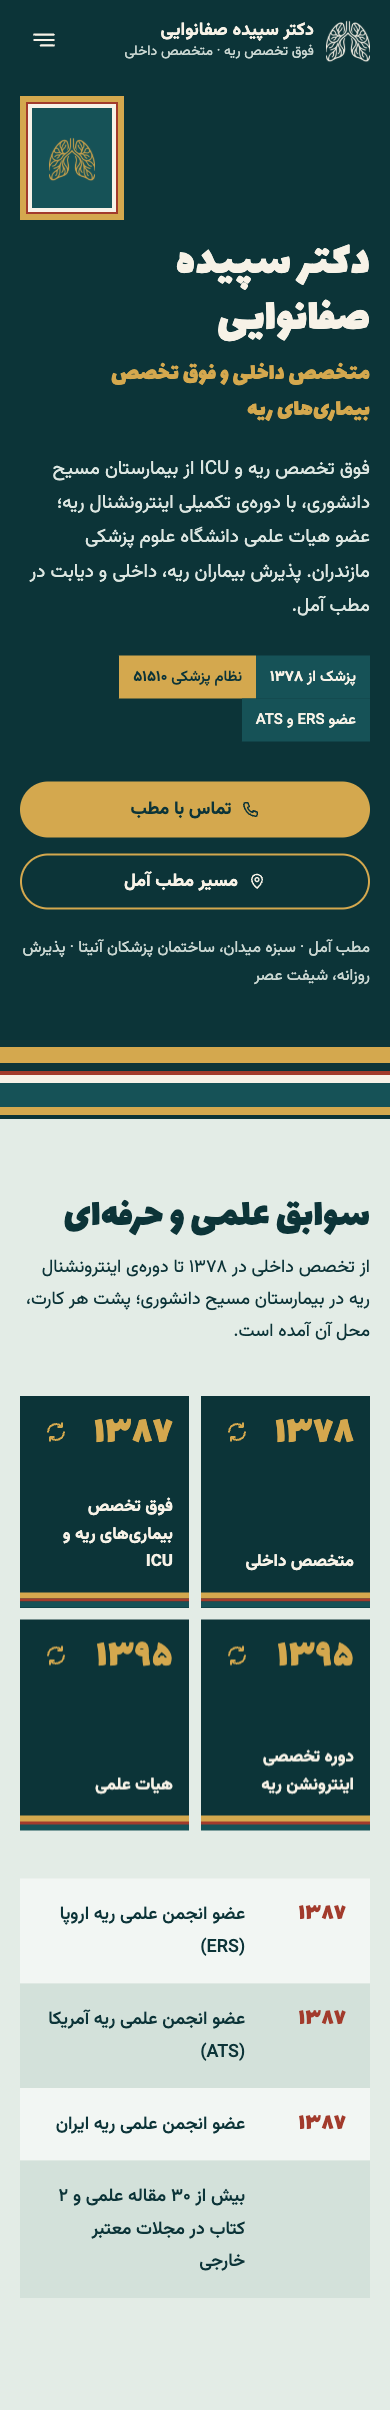 دکتر سپیده صفانوایی
فوق تخصص ریه · متخصص داخلی
دکتر سپیده
صفانوایی
متخصص داخلی و فوق تخصص
بیماری‌های ریه
فوق تخصص ریه و ICU از بیمارستان مسیح
دانشوری، با دوره‌ی تکمیلی اینترونشنال ریه؛
عضو هیات علمی دانشگاه علوم پزشکی
مازندران. پذیرش بیماران ریه، داخلی و دیابت در
مطب آمل.
پزشک از ۱۳۷۸
نظام پزشکی ۵۱۵۱۰
عضو ERS و ATS
تماس با مطب
مسیر مطب آمل
مطب آمل · سبزه میدان، ساختمان پزشکان آنیتا · پذیرش
روزانه، شیفت عصر
سوابق علمی و حرفه‌ای
از تخصص داخلی در ۱۳۷۸ تا دوره‌ی اینترونشنال
ریه در بیمارستان مسیح دانشوری؛ پشت هر کارت،
محل آن آمده است.
۱۳۷۸
متخصص داخلی
۱۳۸۷
فوق تخصص
بیماری‌های ریه و
ICU
۱۳۹۵
دوره تخصصی
اینترونشن ریه
۱۳۹۵
هیات علمی
۱۳۸۷
عضو انجمن علمی ریه اروپا
(ERS)
۱۳۸۷
عضو انجمن علمی ریه آمریکا
(ATS)
۱۳۸۷
عضو انجمن علمی ریه ایران
بیش از ۳۰ مقاله علمی و ۲
کتاب در مجلات معتبر
خارجی